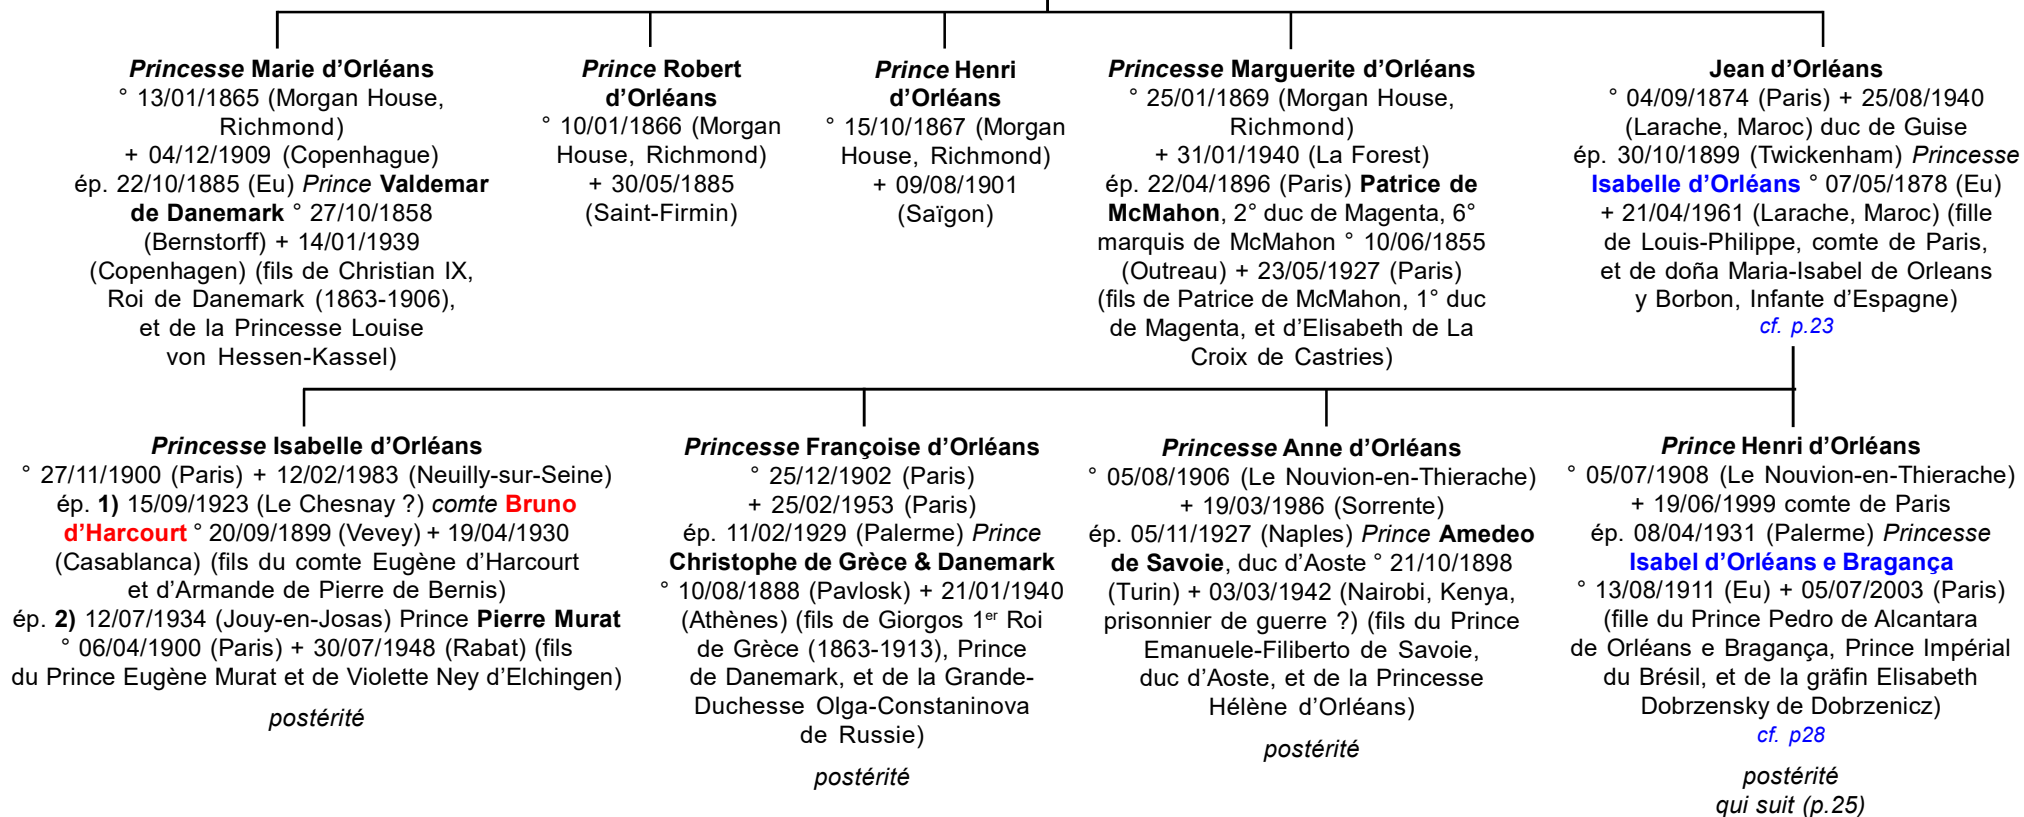 Princesse Marie d'Orléans
° 13/01/1865 (Morgan House,
Richmond)
+ 04/12/1909 (Copenhague)
ép. 22/10/1885 (Eu) Prince Valdemar
de Danemark ° 27/10/1858
(Bernstorff) + 14/01/1939
(Copenhagen) (fils de Christian IX,
Roi de Danemark (1863-1906),
et de la Princesse Louise
von Hessen-Kassel)
Prince Robert
d'Orléans
° 10/01/1866 (Morgan
House, Richmond)
+ 30/05/1885
(Saint-Firmin)
Prince Henri
d'Orléans
° 15/10/1867 (Morgan
House, Richmond)
+ 09/08/1901
(Saïgon)
Princesse Marguerite d'Orléans
° 25/01/1869 (Morgan House,
Richmond)
+ 31/01/1940 (La Forest)
ép. 22/04/1896 (Paris) Patrice de
McMahon, 2° duc de Magenta, 6°
marquis de McMahon ° 10/06/1855
(Outreau) + 23/05/1927 (Paris)
(fils de Patrice de McMahon, 1° duc
de Magenta, et d'Elisabeth de La
Croix de Castries)
Jean d'Orléans
° 04/09/1874 (Paris) + 25/08/1940
(Larache, Maroc) duc de Guise
ép. 30/10/1899 (Twickenham) Princesse
Isabelle d'Orléans ° 07/05/1878 (Eu)
+ 21/04/1961 (Larache, Maroc) (fille
de Louis-Philippe, comte de Paris,
et de doña Maria-Isabel de Orleans
y Borbon, Infante d'Espagne)
cf. p.23
Princesse Isabelle d'Orléans
° 27/11/1900 (Paris) + 12/02/1983 (Neuilly-sur-Seine)
ép. 1) 15/09/1923 (Le Chesnay ?) comte Bruno
d'Harcourt ° 20/09/1899 (Vevey) + 19/04/1930
(Casablanca) (fils du comte Eugène d'Harcourt
et d'Armande de Pierre de Bernis)
ép. 2) 12/07/1934 (Jouy-en-Josas) Prince Pierre Murat
° 06/04/1900 (Paris) + 30/07/1948 (Rabat) (fils
du Prince Eugène Murat et de Violette Ney d'Elchingen)
postérité
Princesse Françoise d'Orléans
° 25/12/1902 (Paris)
+ 25/02/1953 (Paris)
ép. 11/02/1929 (Palerme) Prince
Christophe de Grèce & Danemark
° 10/08/1888 (Pavlosk) + 21/01/1940
(Athènes) (fils de Giorgos 1er Roi
de Grèce (1863-1913), Prince
de Danemark, et de la Grande-
Duchesse Olga-Constaninova
de Russie)
postérité
Princesse Anne d'Orléans
° 05/08/1906 (Le Nouvion-en-Thierache)
+ 19/03/1986 (Sorrente)
ép. 05/11/1927 (Naples) Prince Amedeo
de Savoie, duc d'Aoste ° 21/10/1898
(Turin) + 03/03/1942 (Nairobi, Kenya,
prisonnier de guerre ?) (fils du Prince
Emanuele-Filiberto de Savoie,
duc d'Aoste, et de la Princesse
Hélène d'Orléans)
postérité
Prince Henri d'Orléans
° 05/07/1908 (Le Nouvion-en-Thierache)
+ 19/06/1999 comte de Paris
ép. 08/04/1931 (Palerme) Princesse
Isabel d'Orléans e Bragança
° 13/08/1911 (Eu) + 05/07/2003 (Paris)
(fille du Prince Pedro de Alcantara
de Orléans e Bragança, Prince Impérial
du Brésil, et de la gräfin Elisabeth
Dobrzensky de Dobrzenicz)
cf. p28
postérité
qui suit (p.25)